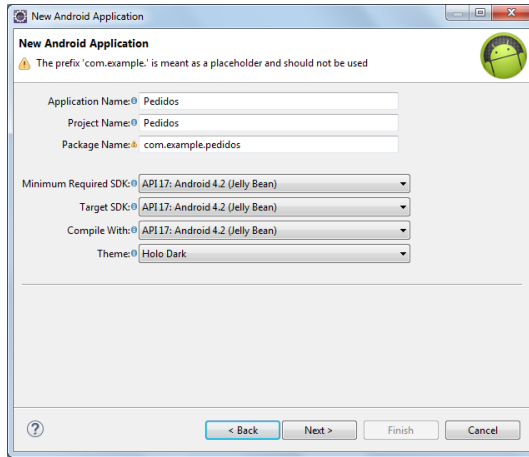 New Android Application
New Android Application
The prefix 'com.example.' is meant as a placeholder and should not be used
Application Name: Pedidos
Project Name: Pedidos
Package Name: com.example.pedidos
Minimum Required SDK: API 17: Android 4.2 (Jelly Bean)
Target SDK: API 17: Android 4.2 (Jelly Bean)
Compile With: API 17: Android 4.2 (Jelly Bean)
Theme: Holo Dark
? < Back Next > Finish Cancel